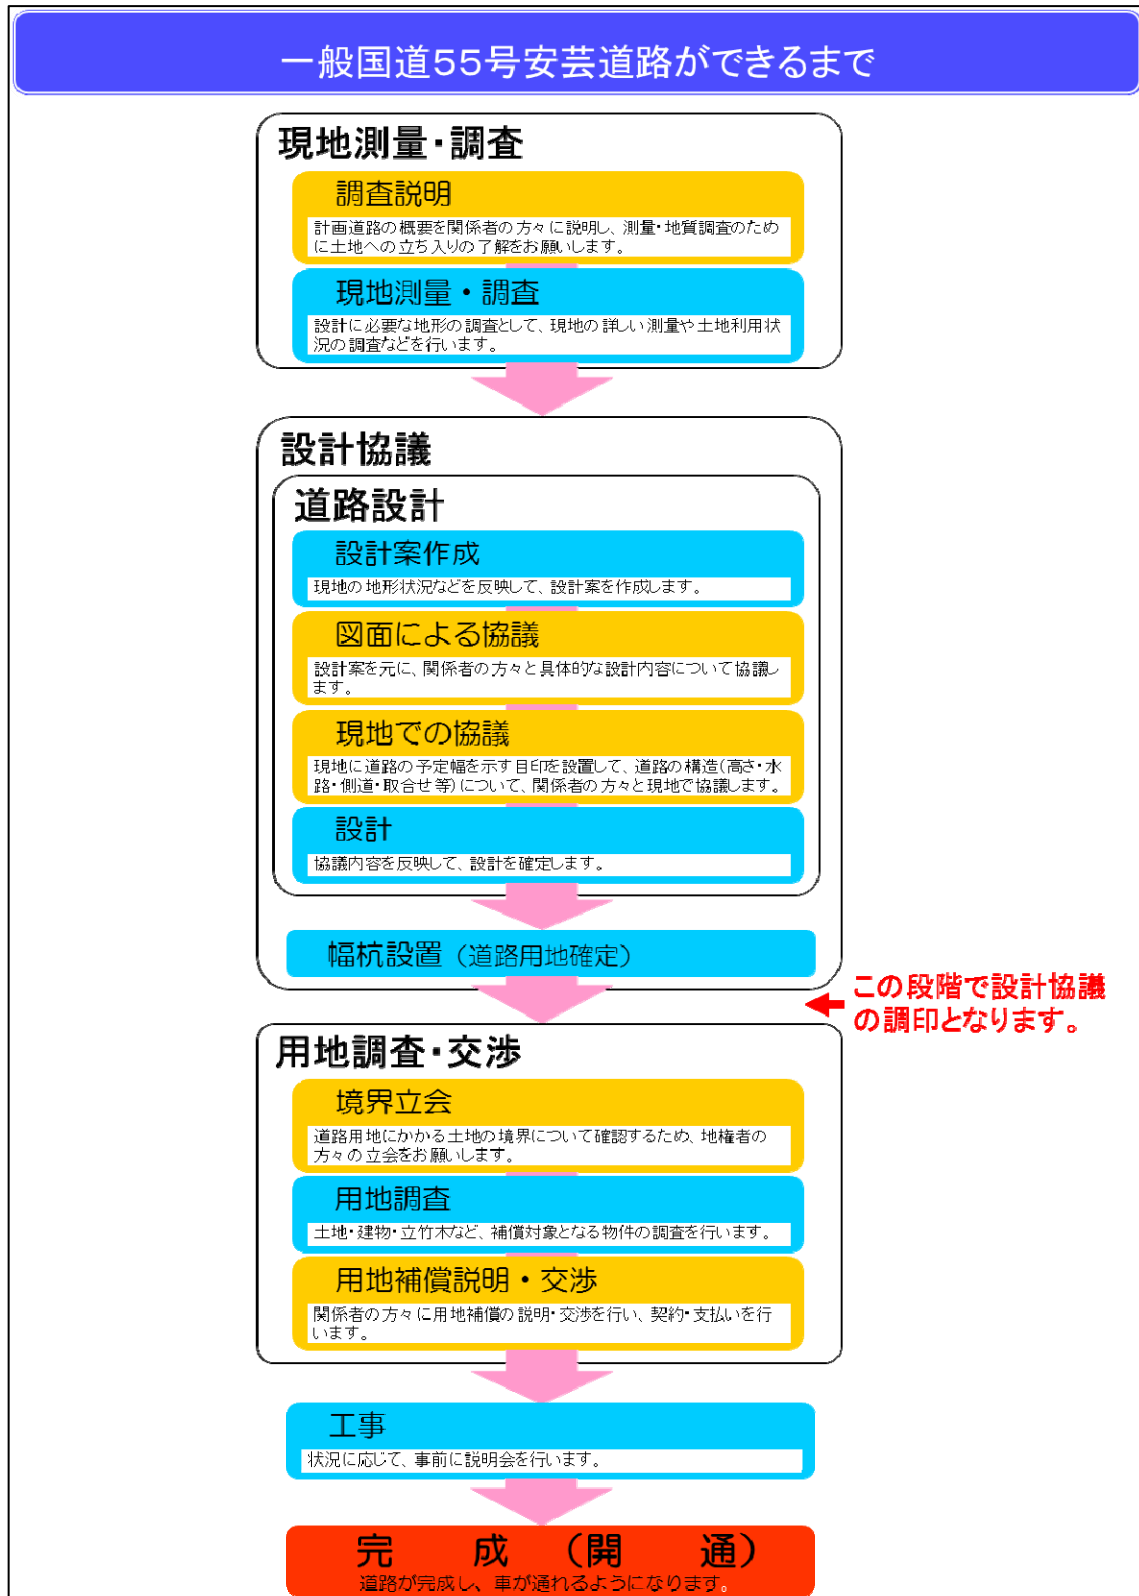 一般国道55号安芸道路ができるまで
現地測量・調査
調査説明
計画道路の概要を関係者の方々に説明し、測量・地質調査のため
に土地への立ち入りの了解をお願いします。
現地測量・調査
設計に必要な地形の調査として、現地の詳しい測量や土地利用状
況の調査などを行います。
設計協議
道路設計
設計案作成
現地の地形状況などを反映して、設計案を作成します。
図面による協議
設計案を元に、関係者の方々と具体的な設計内容について協議し
ます。
現地での協議
現地に道路の予定幅を示す目印を設置して、道路の構造(高さ・水
路・側道・取合せ等)について、関係者の方々と現地で協議します。
設計
協議内容を反映して、設計を確定します。
幅杭設置（道路用地確定）
この段階で設計協議
の調印となります。
用地調査・交渉
境界立会
道路用地にかかる土地の境界について確認するため、地権者の
方々の立会をお願いします。
用地調査
土地・建物・立竹木など、補償対象となる物件の調査を行います。
用地補償説明・交渉
関係者の方々に用地補償の説明・交渉を行い、契約・支払いを行
います。
工事
状況に応じて、事前に説明会を行います。
完　成　（開　通）
道路が完成し、車が通れるようになります。